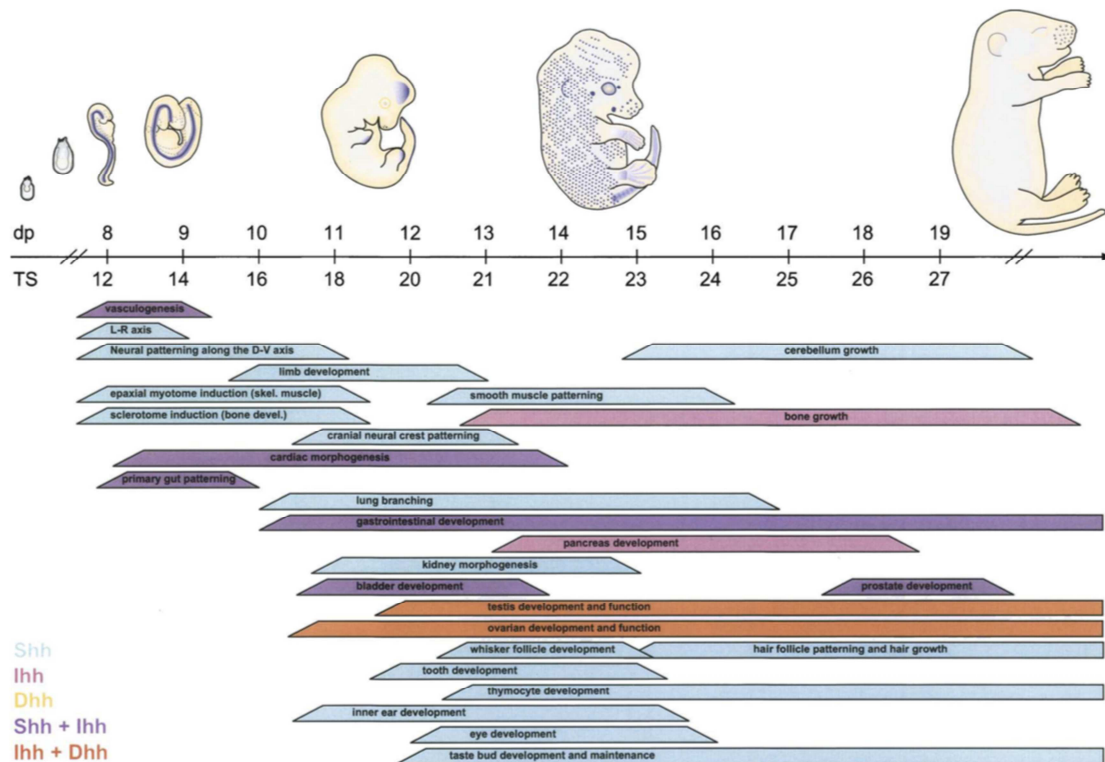 dp 8 9 10 11 12 13 14 15 16 17 18 19
TS 12 14 16 18 20 21 22 23 24 25 26 27
vasculogenesis
L-R axis
Neural patterning along the D-V axis
cerebellum growth
limb development
epaxial myotome induction (skel. muscle)
smooth muscle patterning
sclerotome induction (bone devel.)
bone growth
cranial neural crest patterning
cardiac morphogenesis
primary gut patterning
lung branching
gastrointestinal development
pancreas development
kidney morphogenesis
bladder development
prostate development
testis development and function
ovarian development and function
whisker follicle development
hair follicle patterning and hair growth
tooth development
thymocyte development
inner ear development
eye development
taste bud development and maintenance
Shh
Ihh
Dhh
Shh + Ihh
Ihh + Dhh